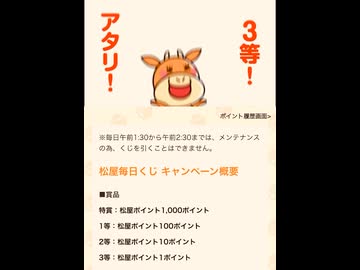 アタリ！
3等！
ポイント履歴画面>
※毎日午前1:30から午前2:30までは、メンテナンス
の為、くじを引くことはできません。
松屋毎日くじ キャンペーン概要
■賞品
特賞：松屋ポイント1,000ポイント
1等：松屋ポイント100ポイント
2等：松屋ポイント10ポイント
3等：松屋ポイント1ポイント